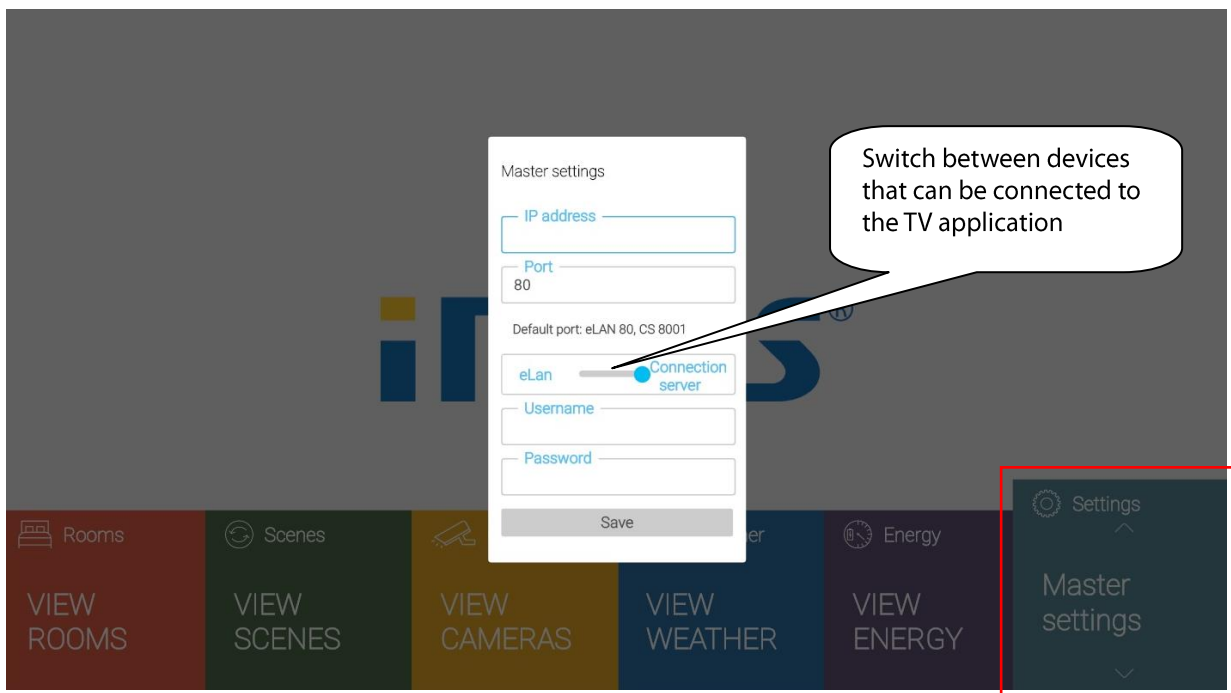 Master settings
IP address
Port
80
Default port: eLAN 80, CS 8001
eLan
Connection
server
Username
Password
Save
Switch between devices
that can be connected to
the TV application
®
Rooms
VIEW
ROOMS
Scenes
VIEW
SCENES
VIEW
CAMERAS
er
VIEW
WEATHER
Energy
VIEW
ENERGY
Settings
Master
settings